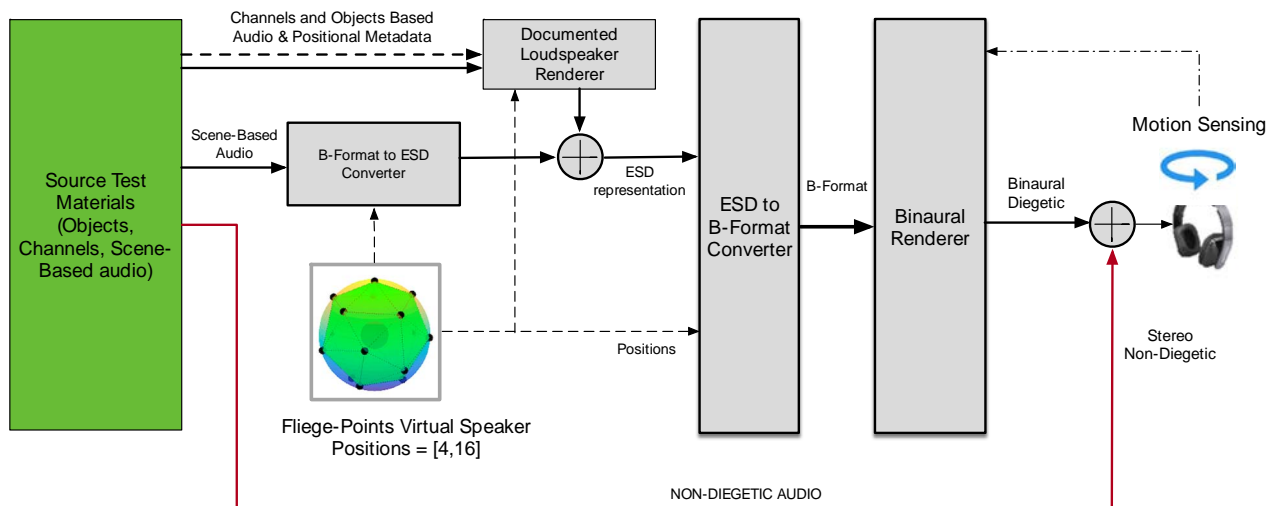 Channels and Objects Based
Audio & Positional Metadata
Documented
Loudspeaker
Renderer
Motion Sensing
Scene-Based
Audio
B-Format to ESD
Converter
ESD
representation
Source Test
Materials
(Objects,
Channels, Scene-
Based audio)
ESD to
B-Format
Converter
B-Format
Binaural
Renderer
Binaural
Diegetic
Positions
Stereo
Non-Diegetic
Fliege-Points Virtual Speaker
Positions = [4,16]
NON-DIEGETIC AUDIO